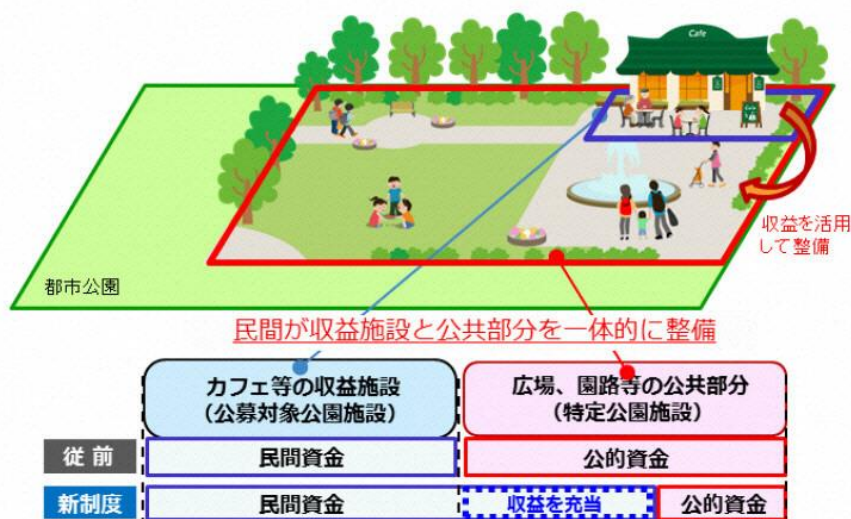 Cafe
収益を活用
して整備
都市公園
民間が収益施設と公共部分を一体的に整備
カフェ等の収益施設
(公募対象公園施設)
広場、園路等の公共部分
(特定公園施設)
従前 民間資金 公的資金
新制度 民間資金 収益を充当 公的資金